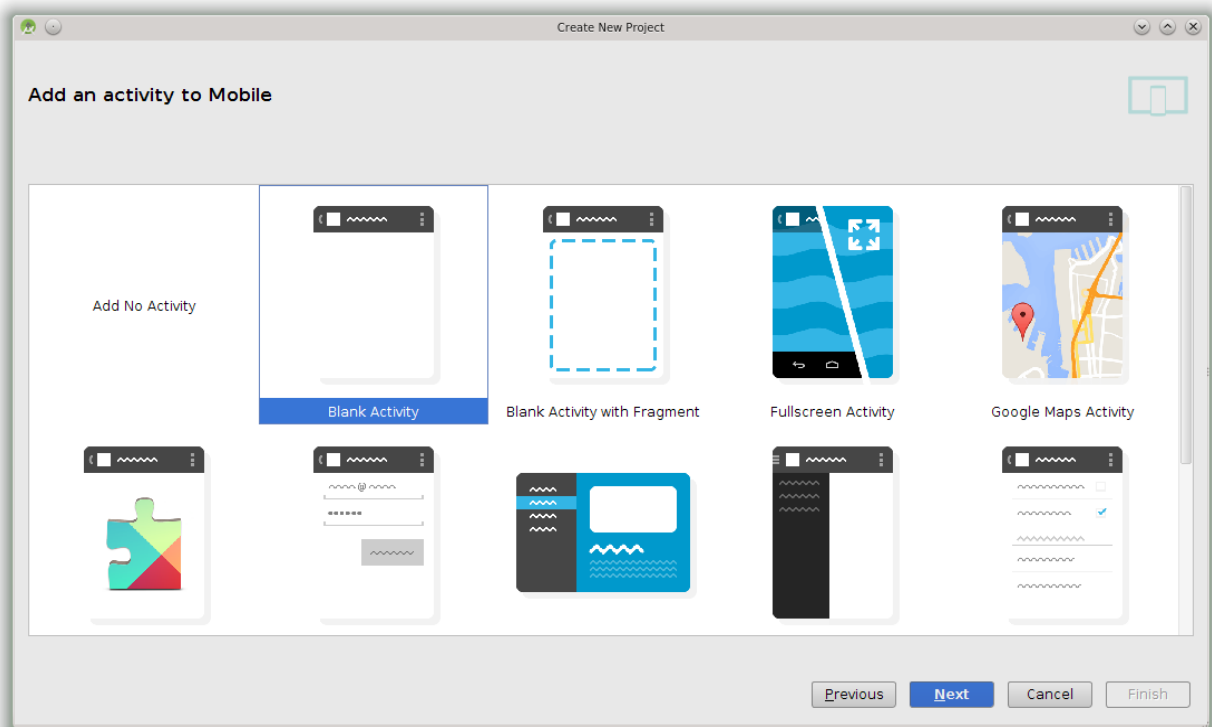 Create New Project
Add an activity to Mobile
Add No Activity
Blank Activity
Blank Activity with Fragment
Fullscreen Activity
Google Maps Activity
Previous
Next
Cancel
Finish